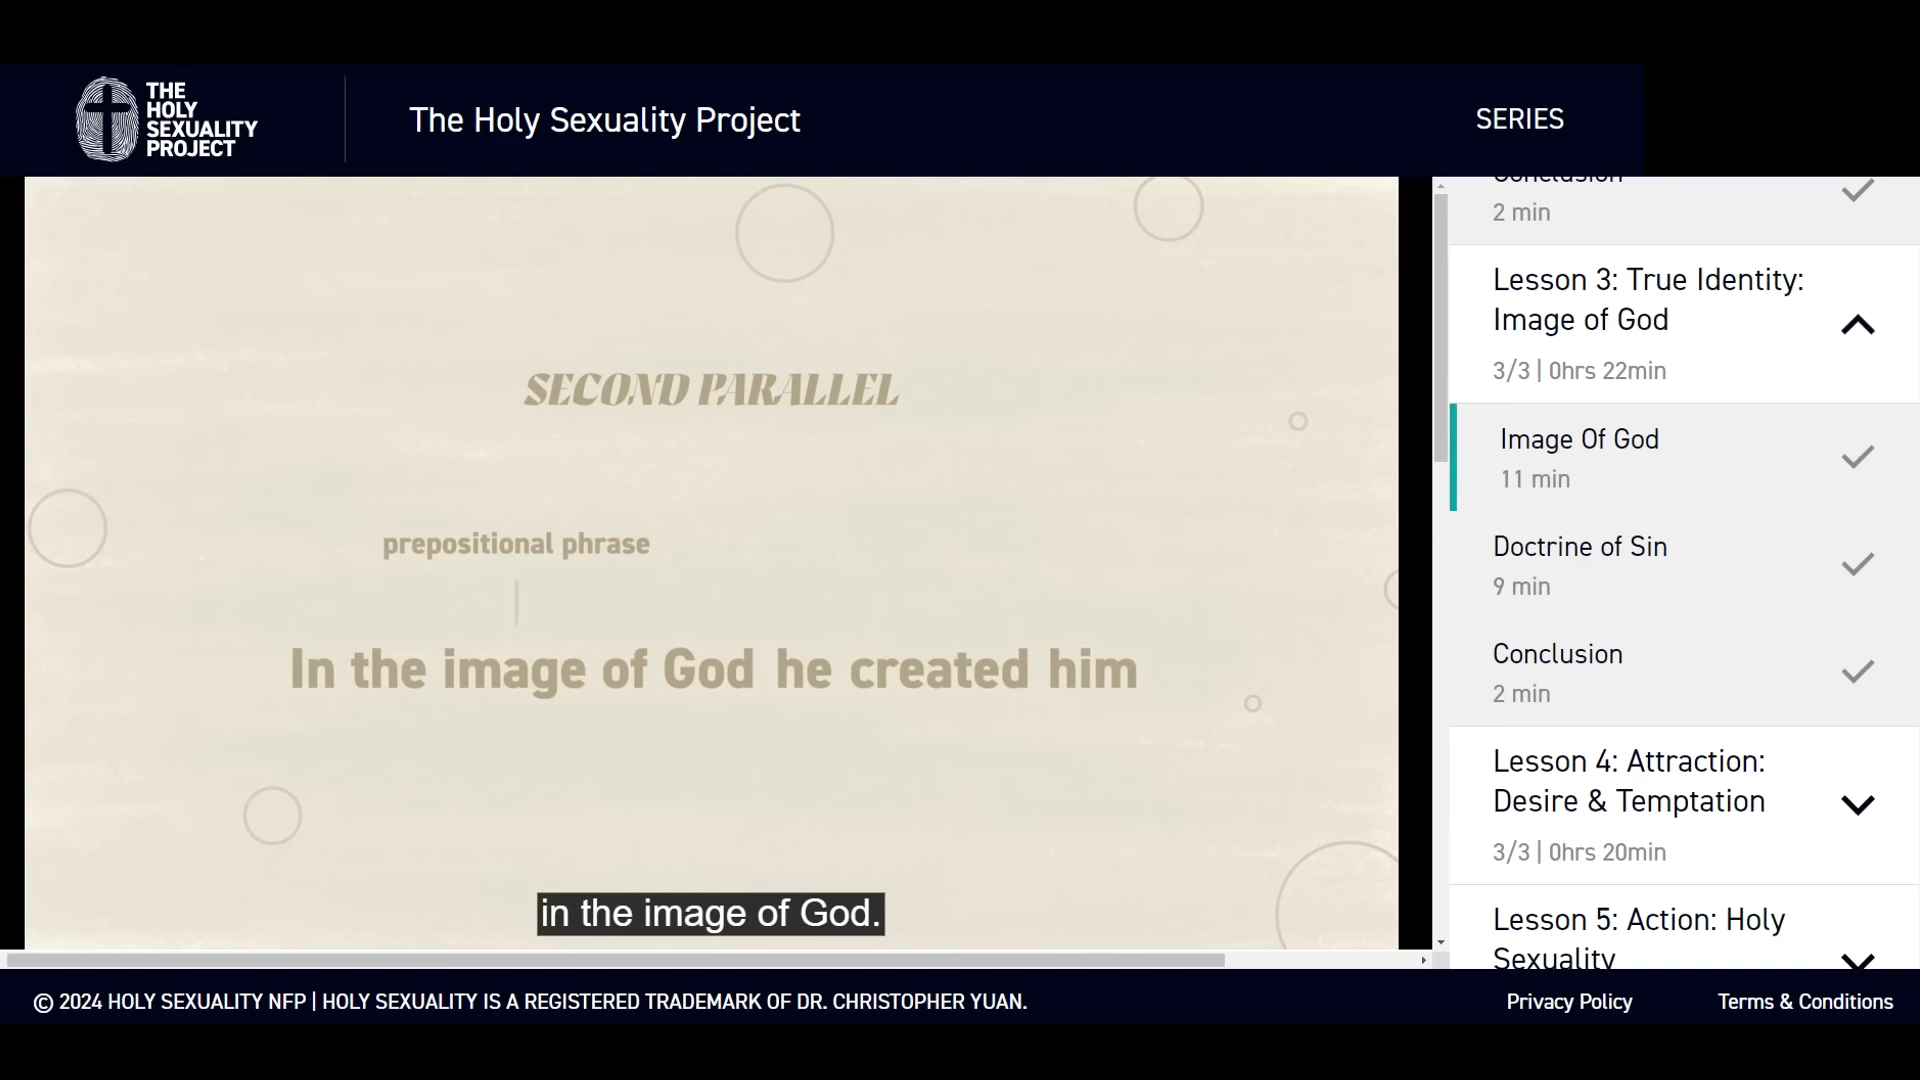 THE
HOLY
SEXUALITY
PROJECT
The Holy Sexuality Project
SERIES
SECOND PARALLEL
prepositional phrase
In the image of God he created him
in the image of God.
Conclusion
2 min
Lesson 3: True Identity:
Image of God
3/3 | 0hrs 22min
Image Of God
11 min
Doctrine of Sin
9 min
Conclusion
2 min
Lesson 4: Attraction:
Desire & Temptation
3/3 | 0hrs 20min
Lesson 5: Action: Holy
Sexuality
© 2024 HOLY SEXUALITY NFP | HOLY SEXUALITY IS A REGISTERED TRADEMARK OF DR. CHRISTOPHER YUAN.
Privacy Policy
Terms & Conditions